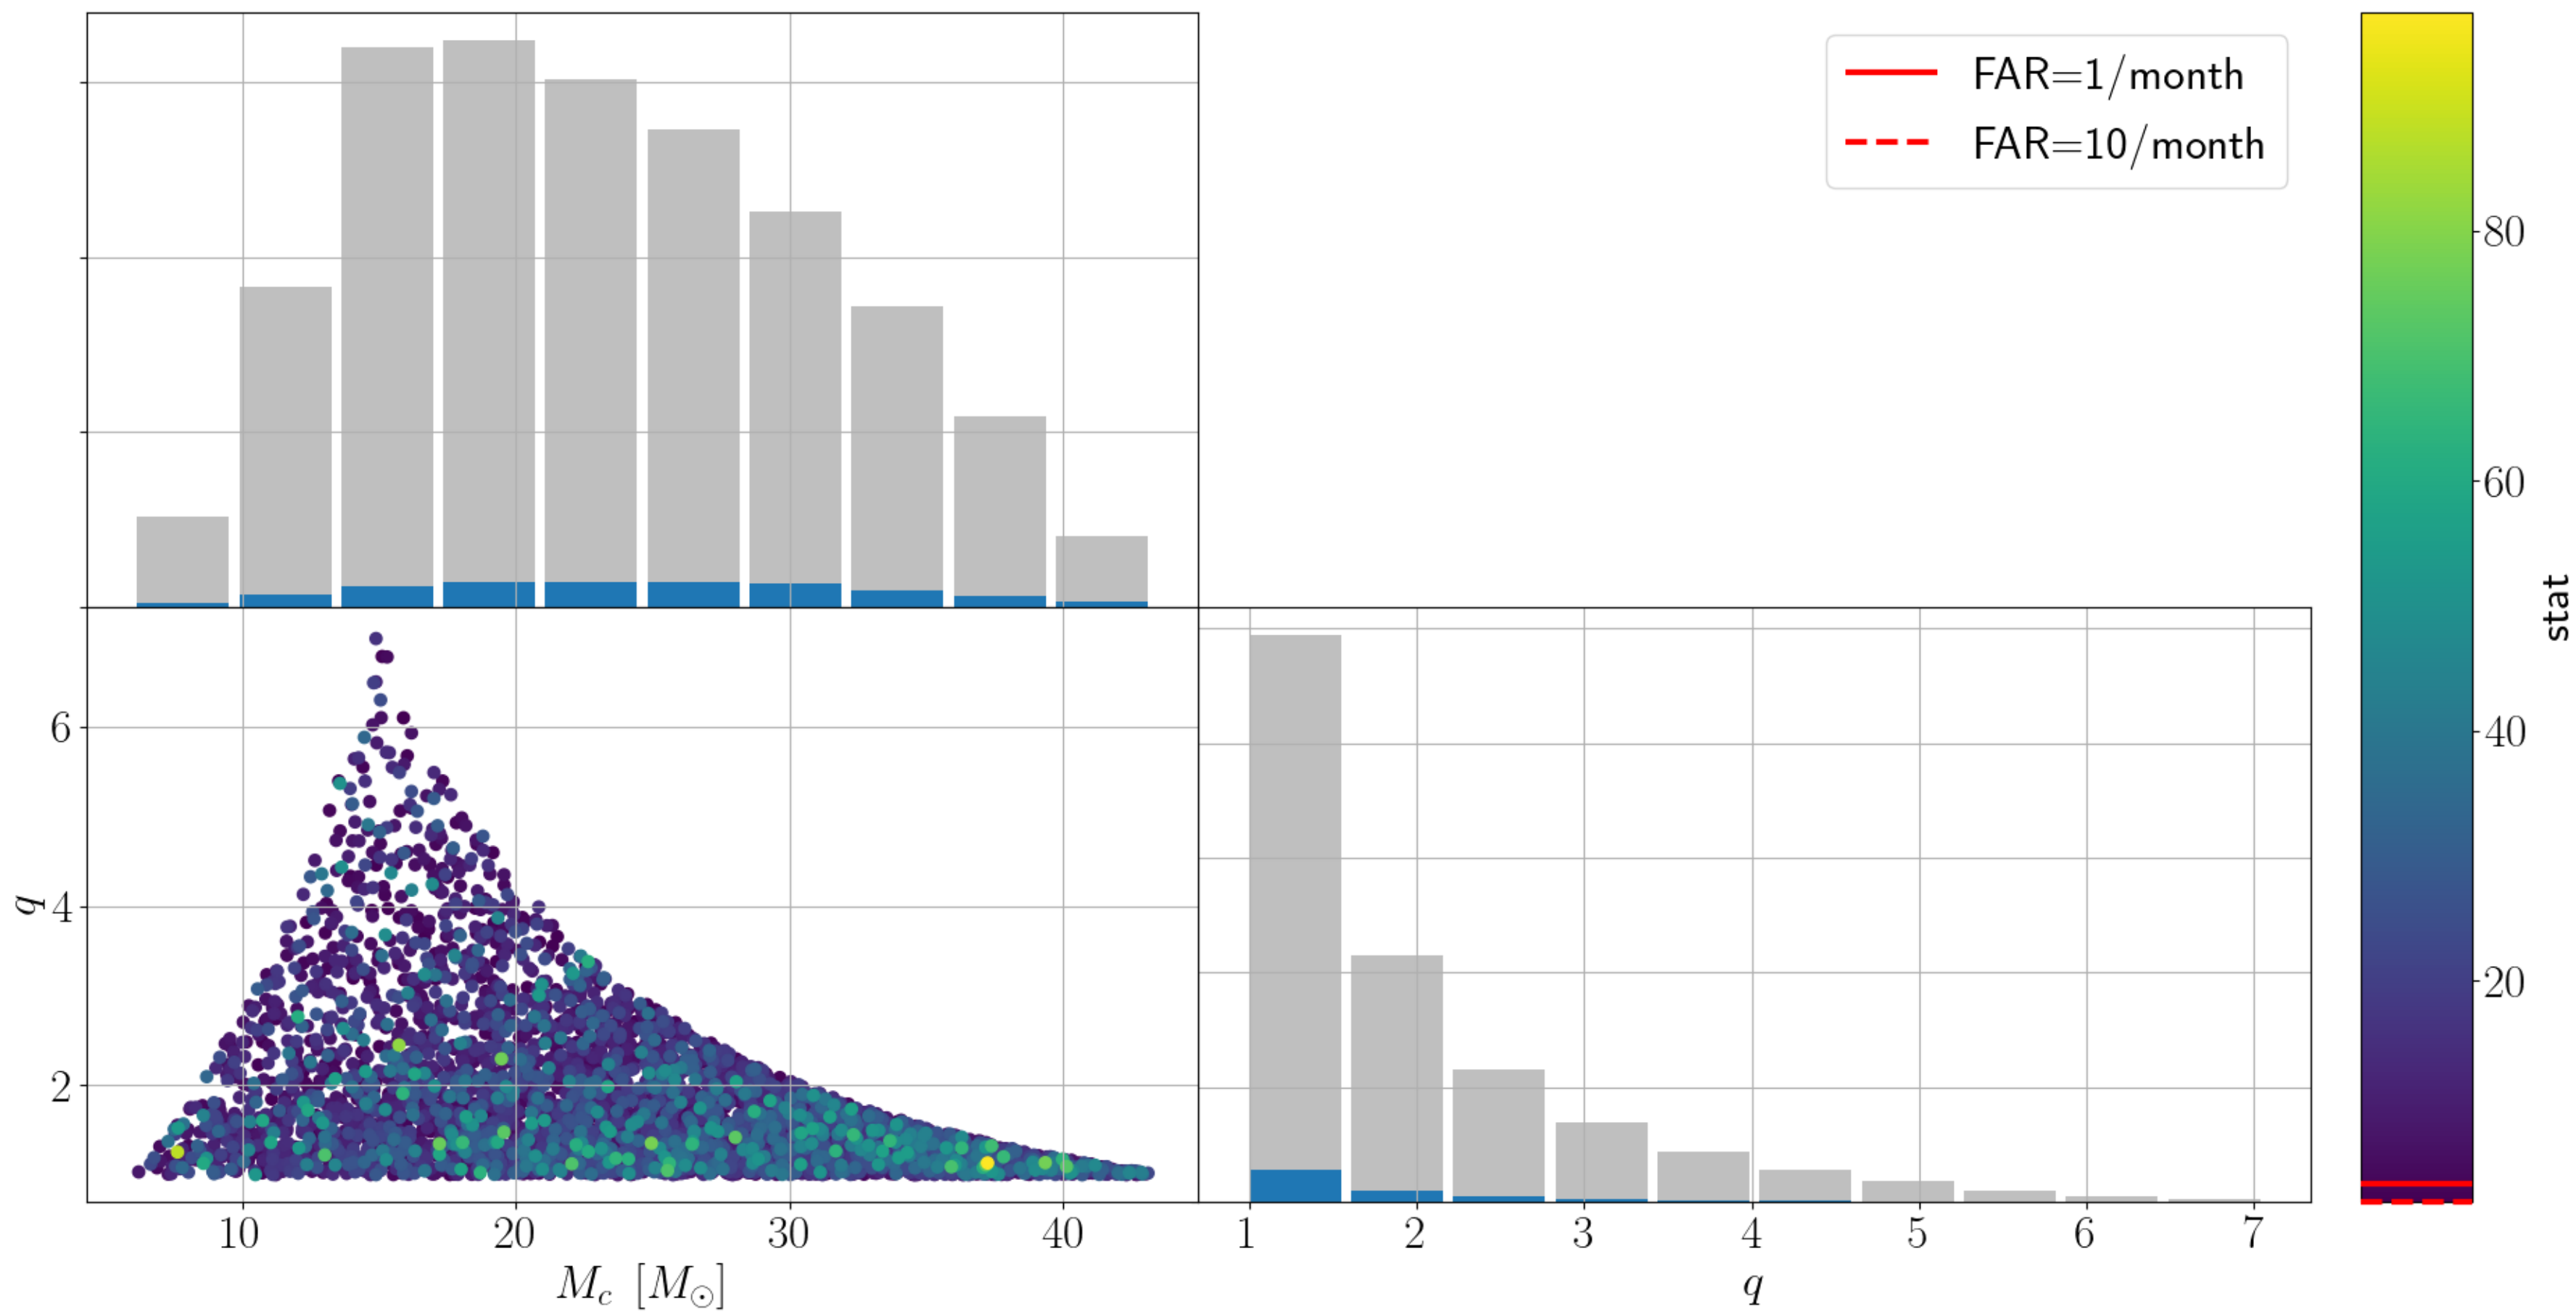 FAR=1/month
FAR=10/month
80
60
40
20
stat
6
4
2
q
10 20 30 40
M_c [M_⊙]
1 2 3 4 5 6 7
q